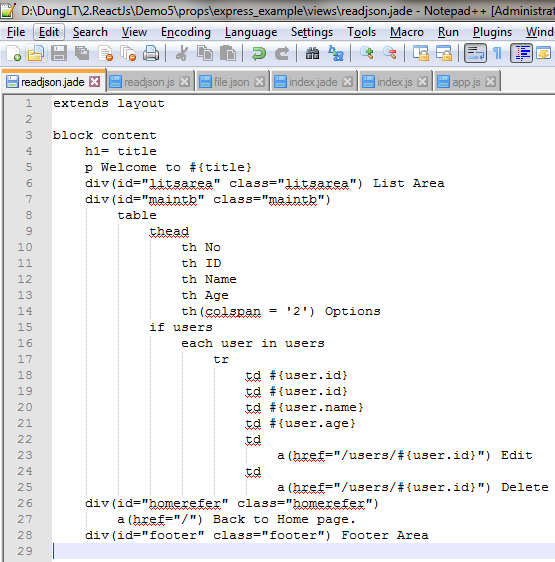 D:\DungLT\2.ReactJs\Demo5\props\express_example\views\readjson.jade - Notepad++ [Administrat
File Edit Search View Encoding Language Settings Tools Macro Run Plugins Windo
readjson.jade readjson.js file.json index.jade index.js app.js
1 extends layout
2
3 block content
4 h1= title
5 p Welcome to #{title}
6 div(id="litsarea" class="litsarea") List Area
7 div(id="maintb" class="maintb")
8 table
9 thead
10 th No
11 th ID
12 th Name
13 th Age
14 th(colspan = '2') Options
15 if users
16 each user in users
17 tr
18 td #{user.id}
19 td #{user.id}
20 td #{user.name}
21 td #{user.age}
22 td
23 a(href="/users/#{user.id}") Edit
24 td
25 a(href="/users/#{user.id}") Delete
26 div(id="homerefer" class="homerefer")
27 a(href="/") Back to Home page.
28 div(id="footer" class="footer") Footer Area
29